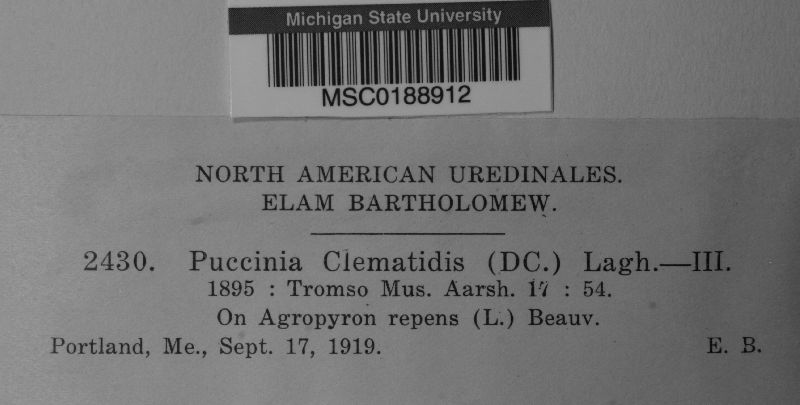 Michigan State University
MSC0188912
NORTH AMERICAN UREDINALES.
ELAM BARTHOLOMEW.
2430. Puccinia Clematidis (DC.) Lagh.—III.
1895 : Tromso Mus. Aarsh. 17 : 54.
On Agropyron repens (L.) Beauv.
Portland, Me., Sept. 17, 1919. E. B.